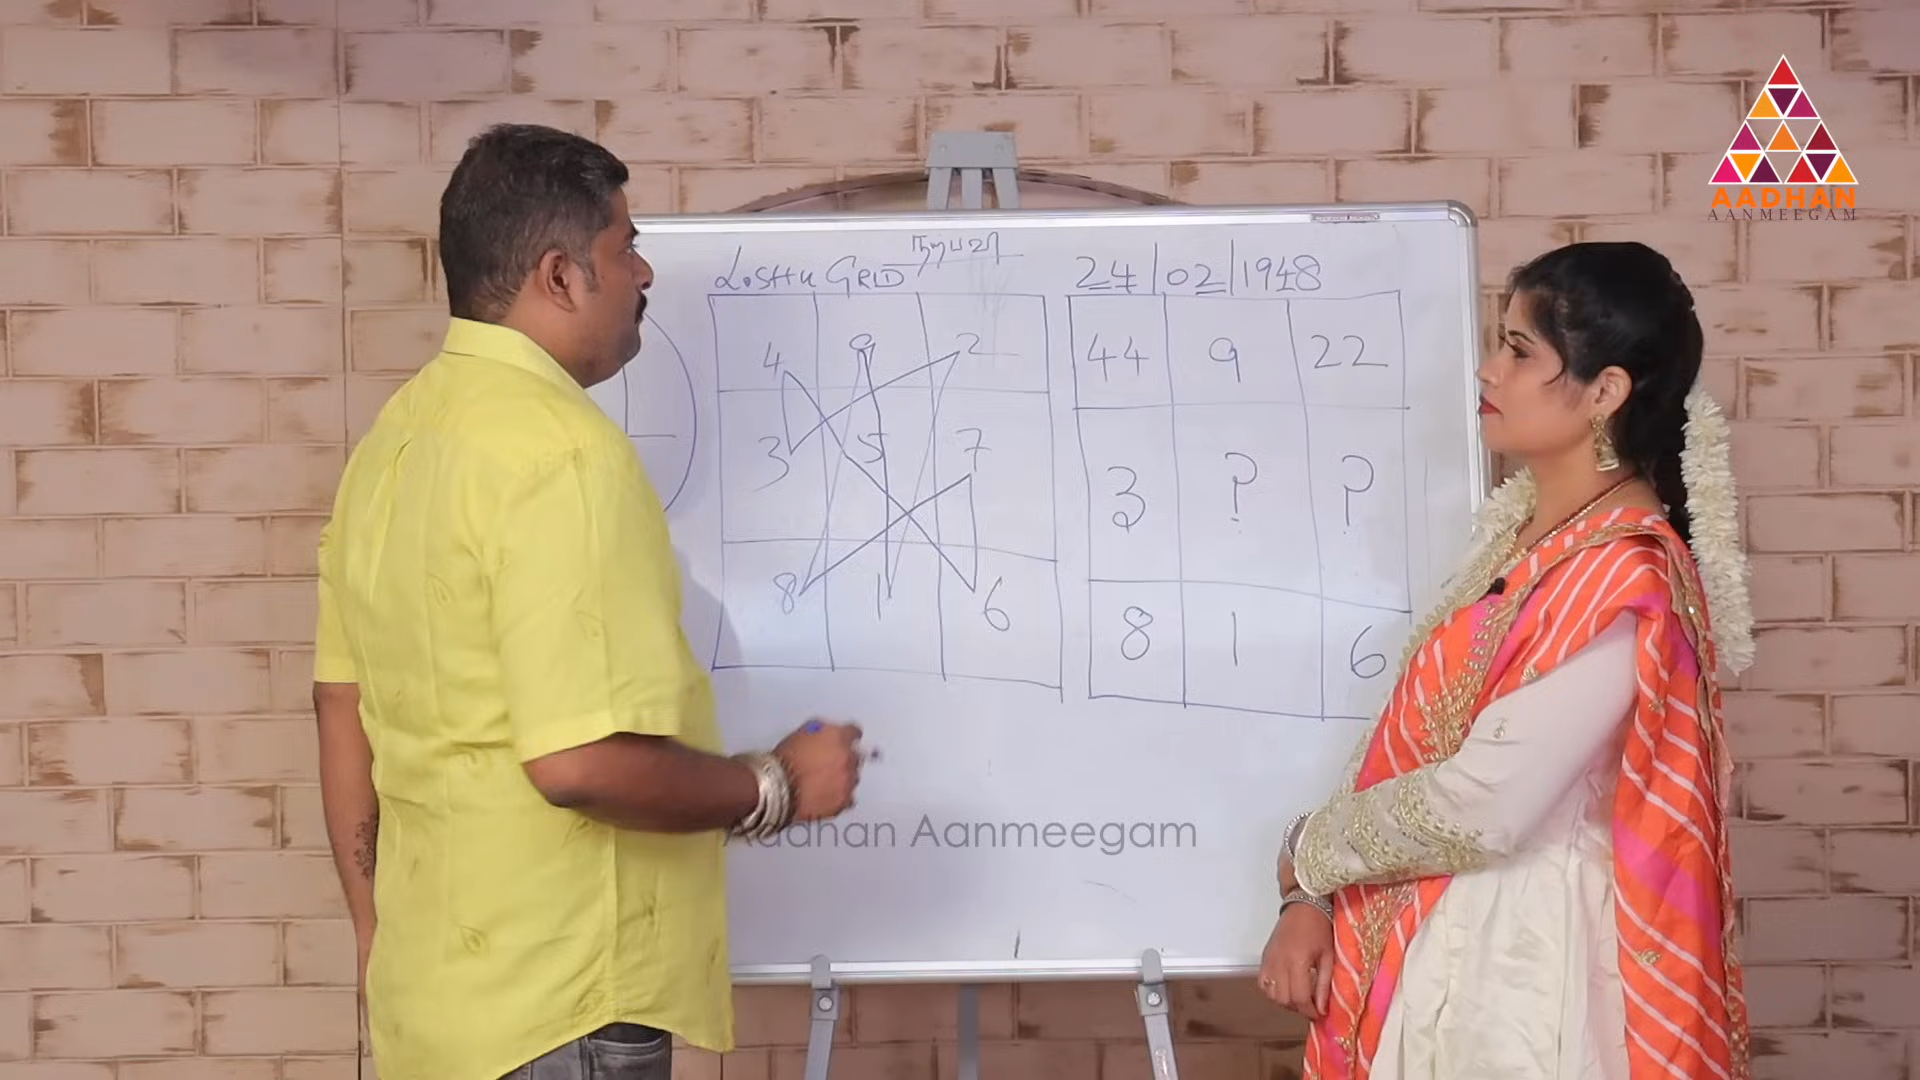 LOSHU GRID
24/02/1948
4 9 2
3 5 7
8 1 6
44 9 22
3 ? ?
8 1 6
AADHAN
AANMEEGAM
Aadhan Aanmeegam